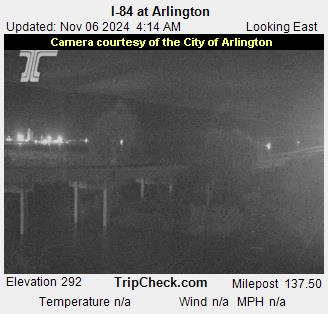 I-84 at Arlington
Updated: Nov 06 2024 4:14 AM Looking East
Camera courtesy of the City of Arlington
Elevation 292 TripCheck.com Milepost 137.50
Temperature n/a Wind n/a MPH n/a